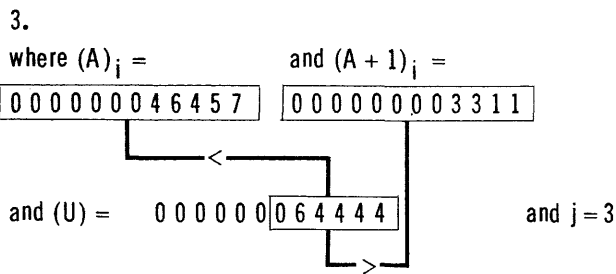 3.
where (A)i = and (A + 1)i =
000000046457 000000003311
<
and (U) = 000000064444 and j = 3
>